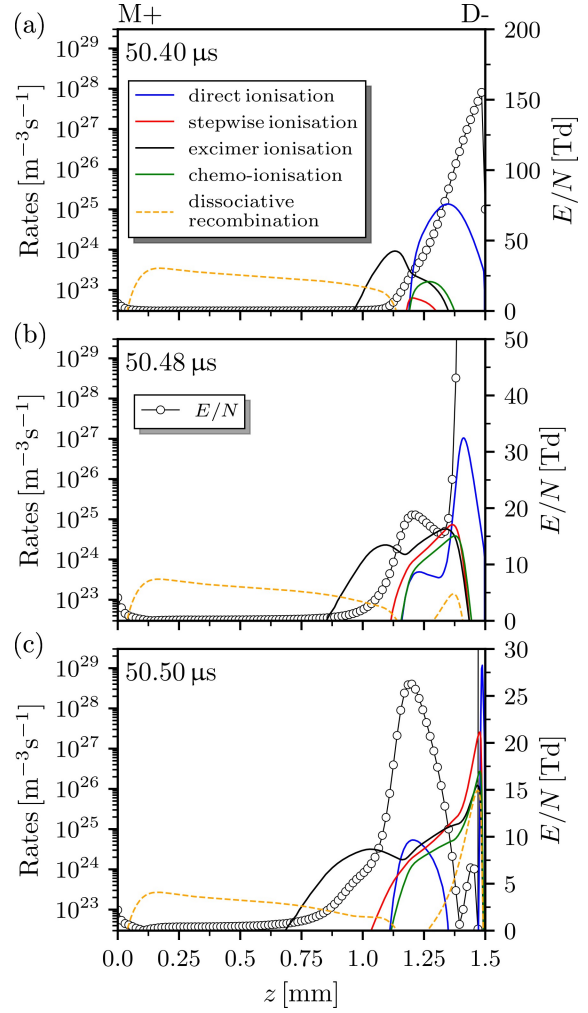 M+ D-
(a)
50.40 μs
direct ionisation
stepwise ionisation
excimer ionisation
chemo-ionisation
dissociative
recombination
Rates [m⁻³s⁻¹]
10²⁹
10²⁸
10²⁷
10²⁶
10²⁵
10²⁴
10²³
200
150
100
50
0
E/N [Td]
(b)
50.48 μs
E/N
Rates [m⁻³s⁻¹]
10²⁹
10²⁸
10²⁷
10²⁶
10²⁵
10²⁴
10²³
50
40
30
20
10
0
E/N [Td]
(c)
50.50 μs
Rates [m⁻³s⁻¹]
10²⁹
10²⁸
10²⁷
10²⁶
10²⁵
10²⁴
10²³
30
25
20
15
10
5
0
E/N [Td]
0.0 0.25 0.50 0.75 1.00 1.25 1.5
z [mm]